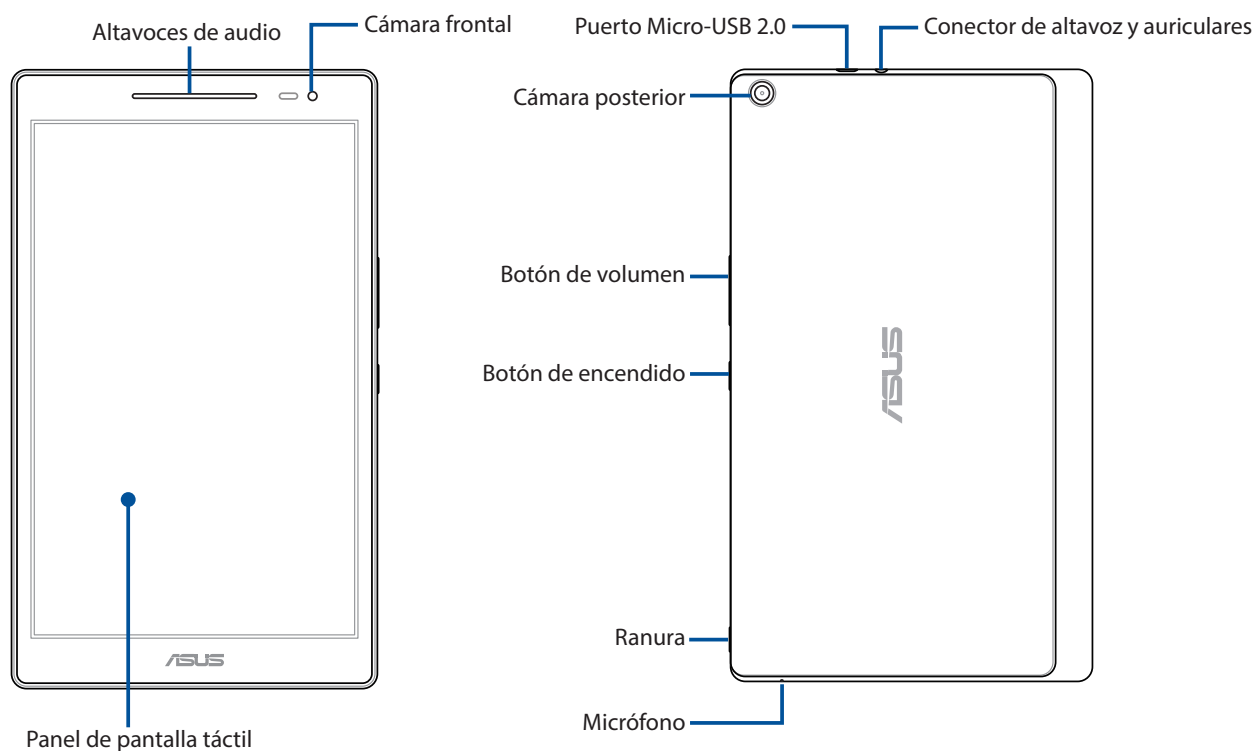 Altavoces de audio
Cámara frontal
Panel de pantalla táctil
ASUS
Puerto Micro-USB 2.0
Conector de altavoz y auriculares
Cámara posterior
Botón de volumen
Botón de encendido
ASUS
Ranura
Micrófono